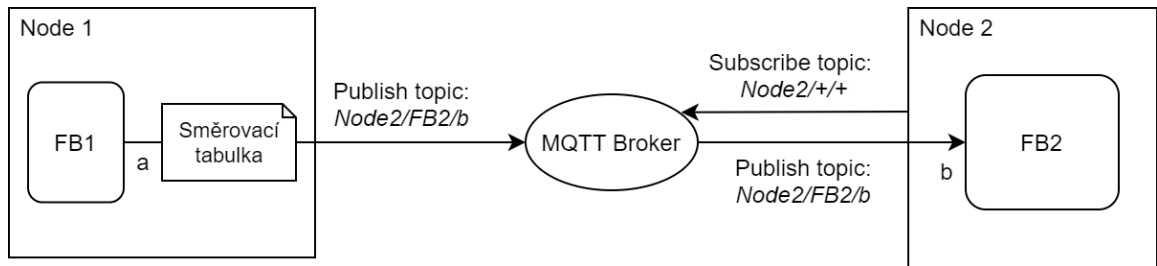 Node 1
FB1
a
Směrovací
tabulka
Publish topic:
Node2/FB2/b
MQTT Broker
Subscribe topic:
Node2/+/+
Publish topic:
Node2/FB2/b
Node 2
b
FB2